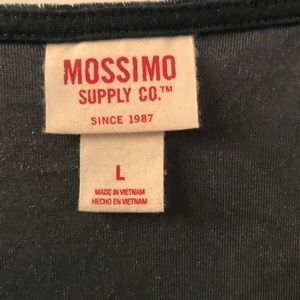 MOSSIMO
SUPPLY CO.™
SINCE 1987
L
MADE IN VIETNAM
HECHO EN VIETNAM